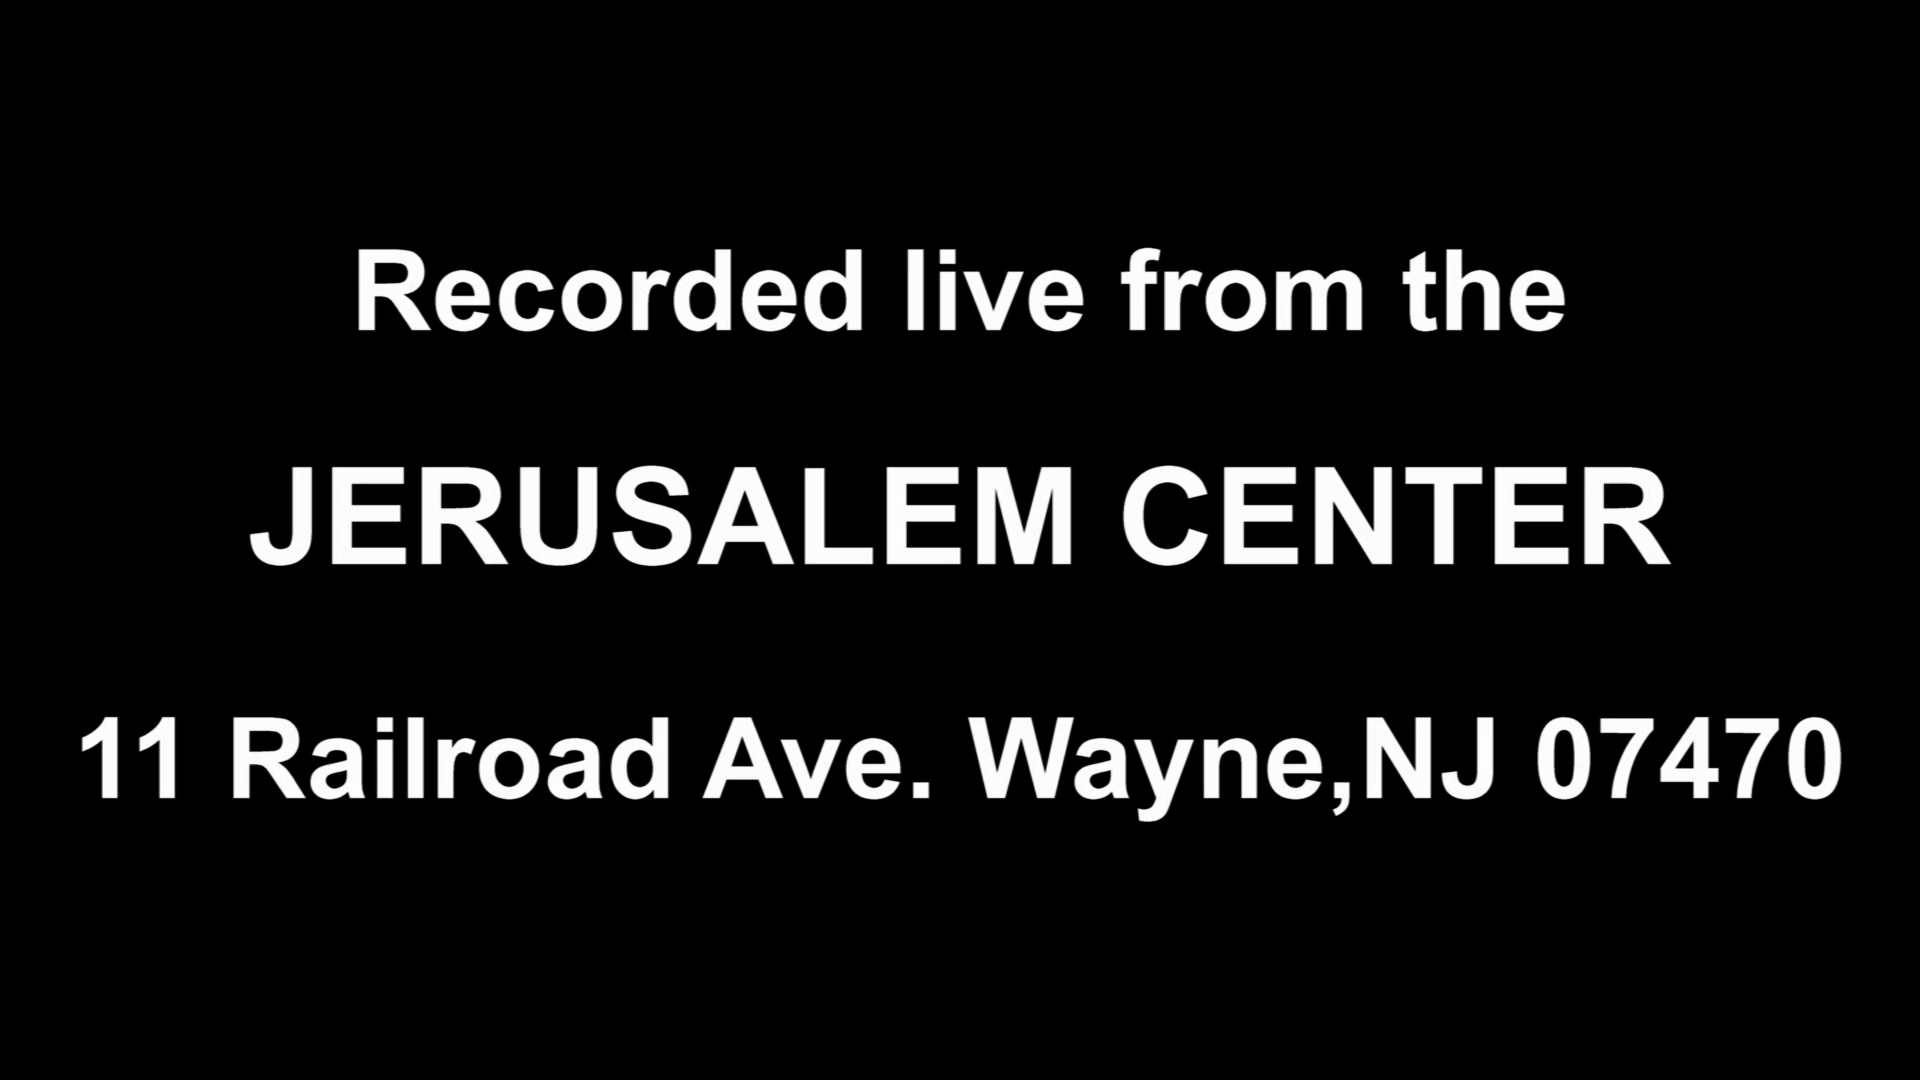 Recorded live from the
JERUSALEM CENTER
11 Railroad Ave. Wayne,NJ 07470